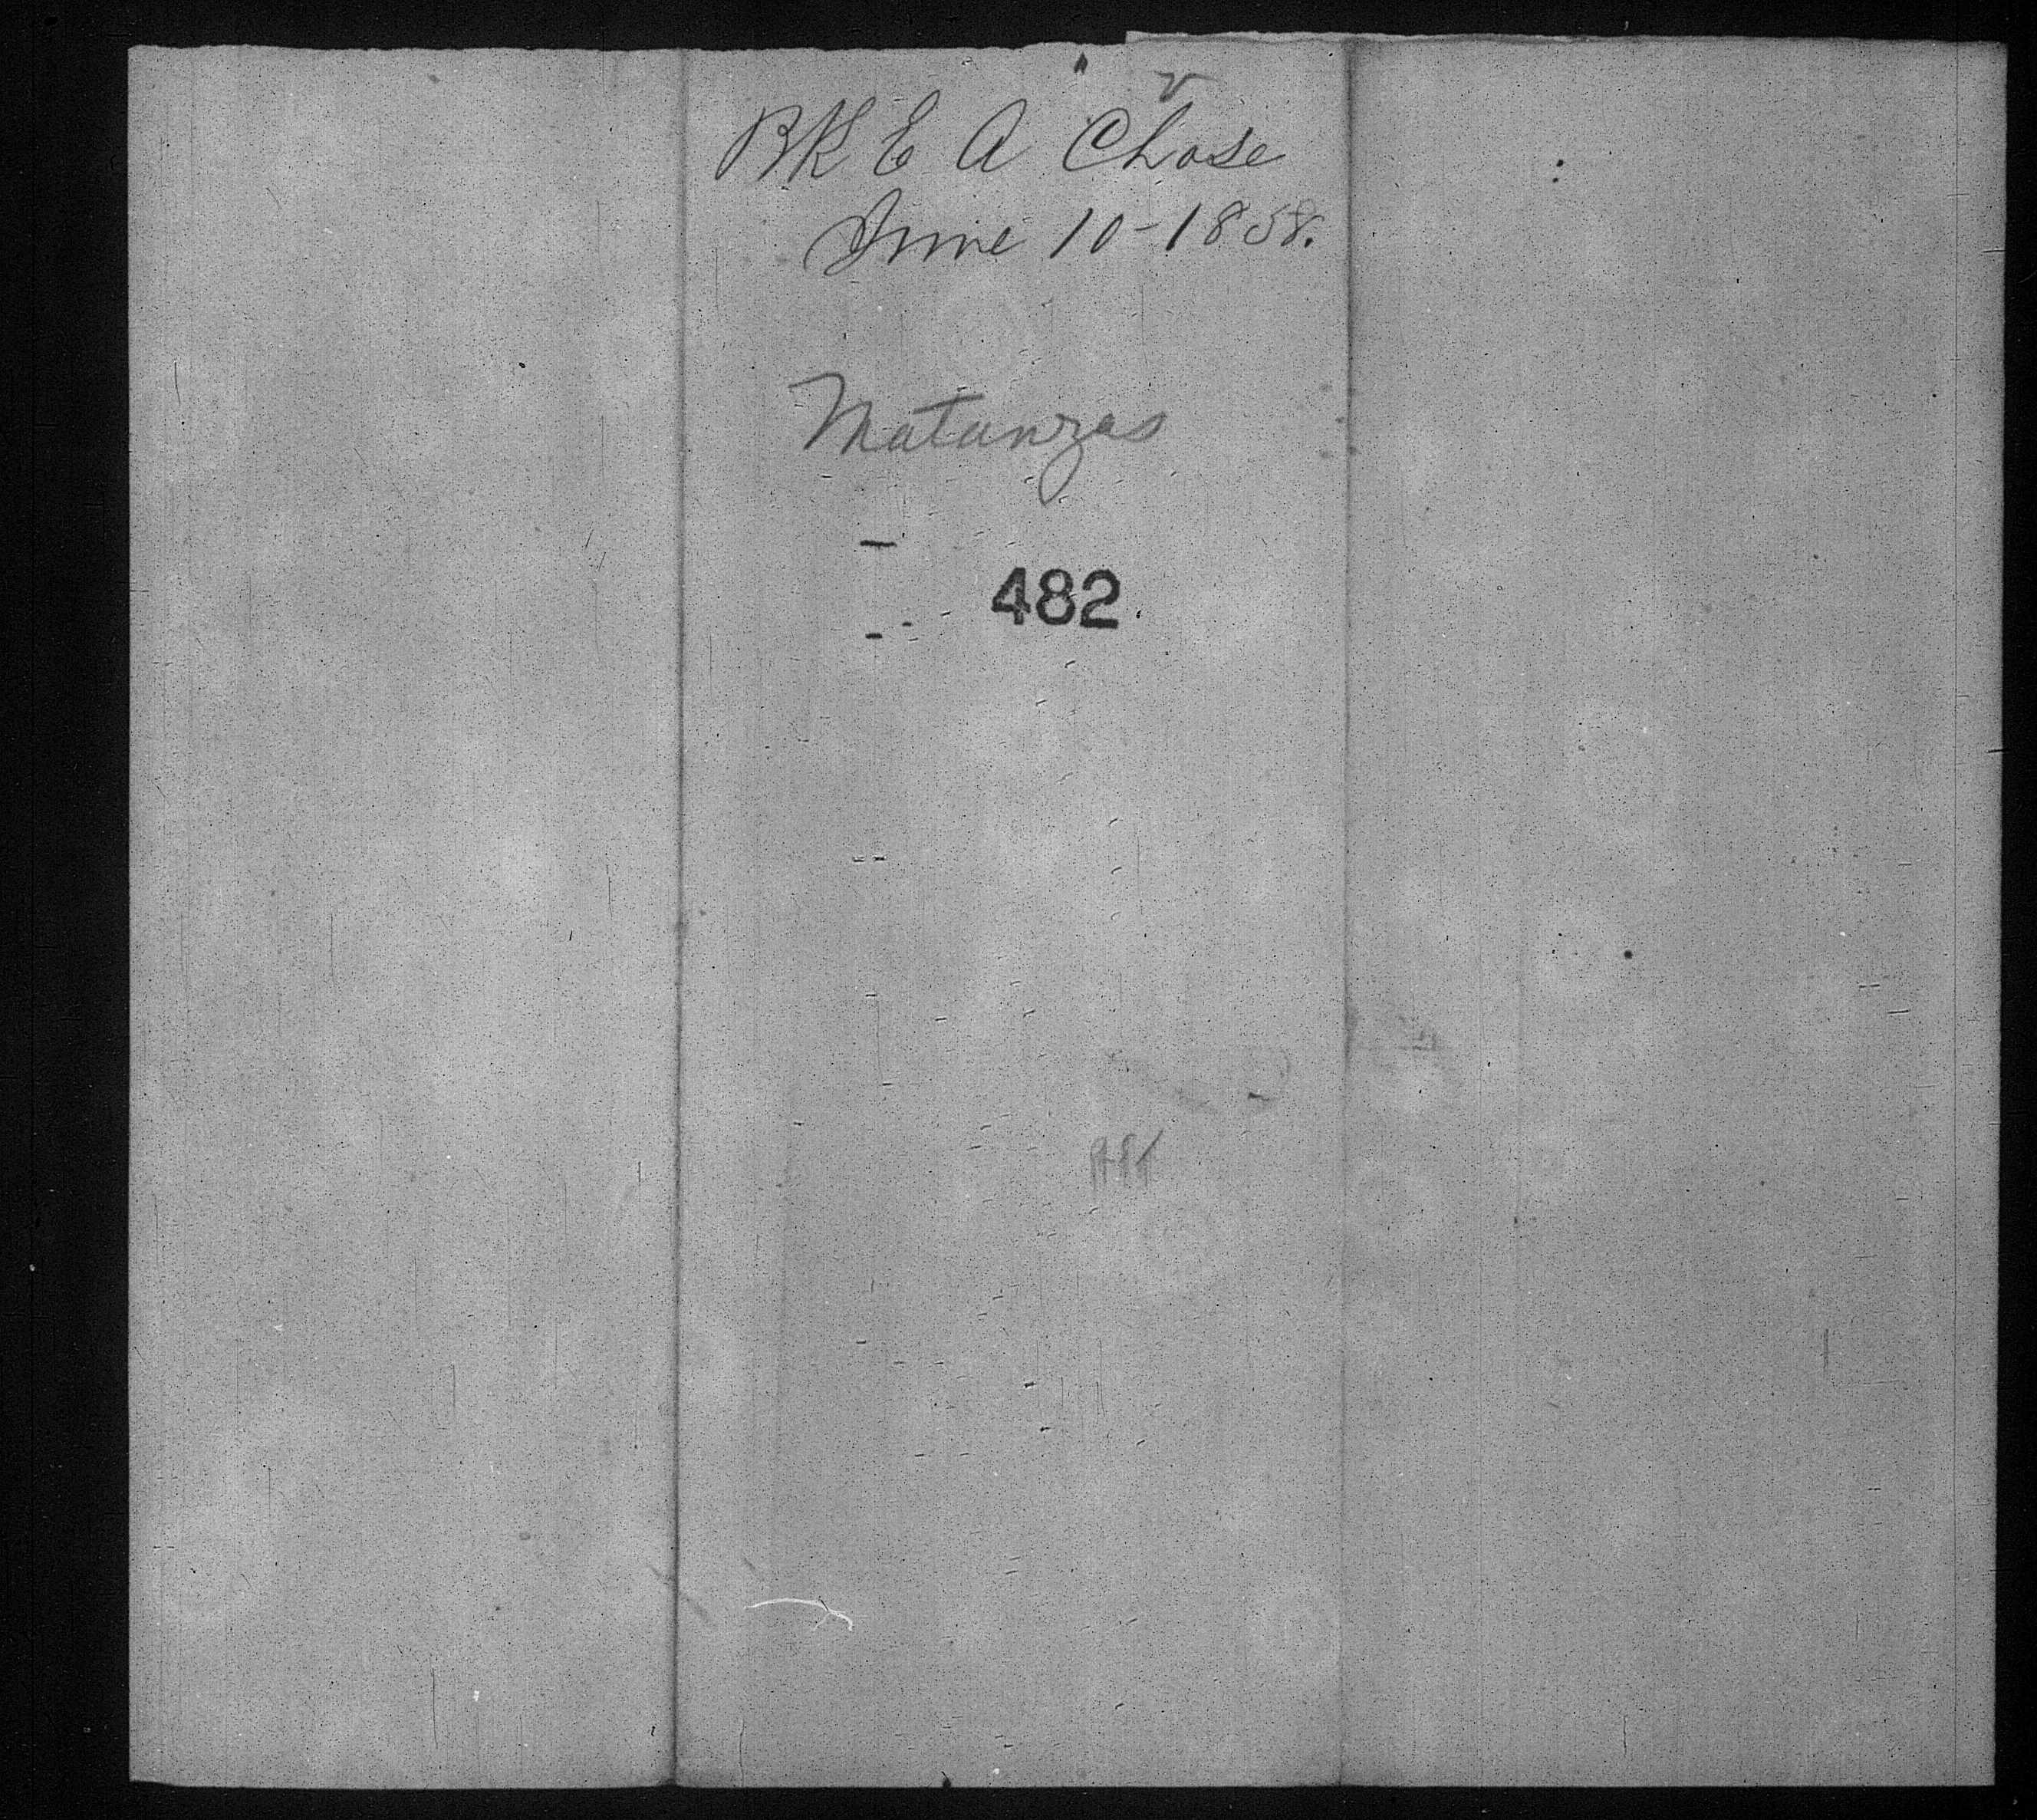 BK E A Chase
June 10-1858.
Matanzas
482